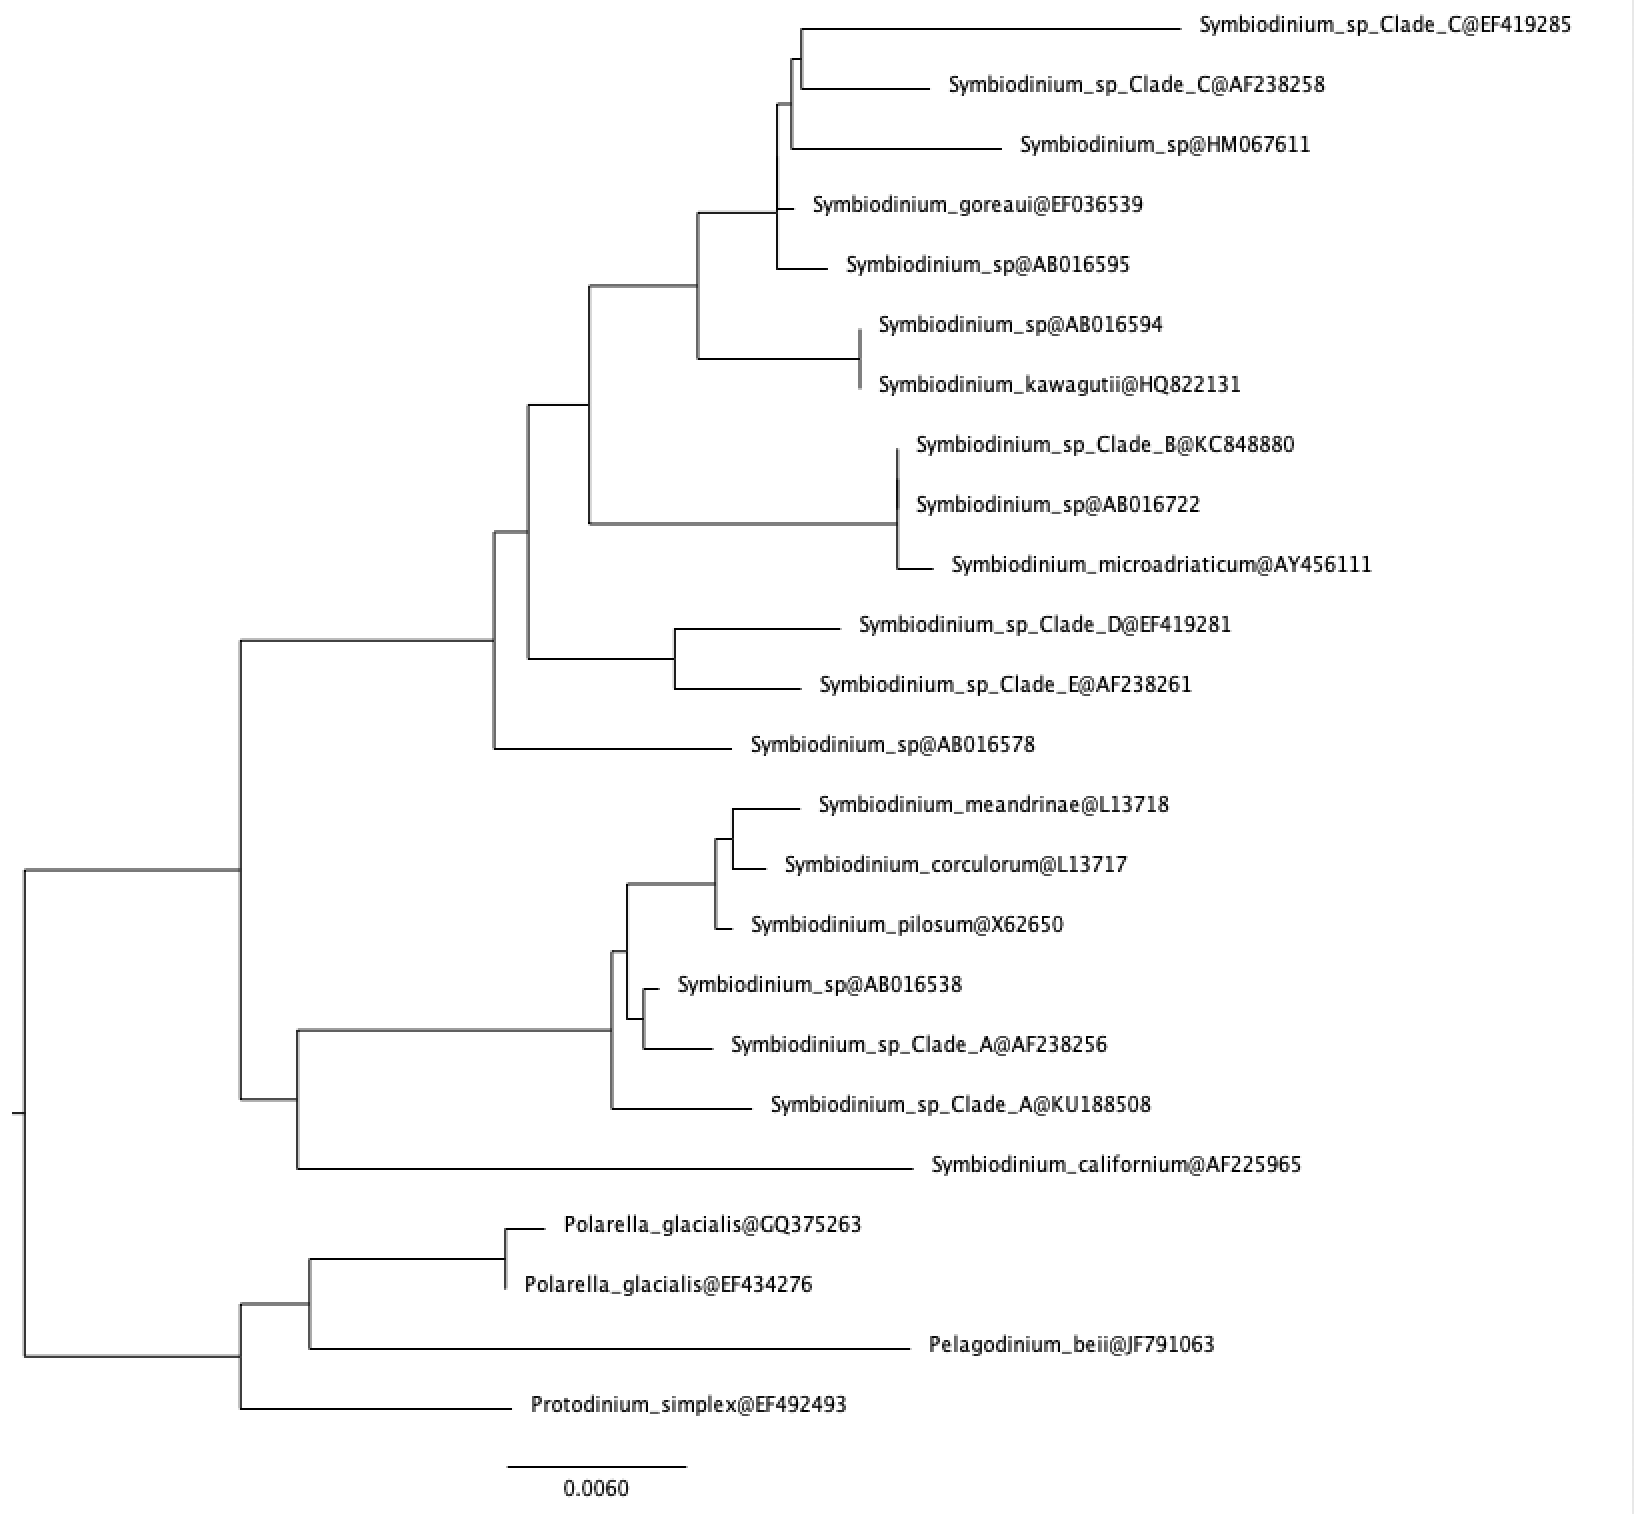 Symbiodinium_sp_Clade_C@EF419285
Symbiodinium_sp_Clade_C@AF238258
Symbiodinium_sp@HM067611
Symbiodinium_goreaui@EF036539
Symbiodinium_sp@AB016595
Symbiodinium_sp@AB016594
Symbiodinium_kawagutii@HQ822131
Symbiodinium_sp_Clade_B@KC848880
Symbiodinium_sp@AB016722
Symbiodinium_microadriaticum@AY456111
Symbiodinium_sp_Clade_D@EF419281
Symbiodinium_sp_Clade_E@AF238261
Symbiodinium_sp@AB016578
Symbiodinium_meandrinae@L13718
Symbiodinium_corculorum@L13717
Symbiodinium_pilosum@X62650
Symbiodinium_sp@AB016538
Symbiodinium_sp_Clade_A@AF238256
Symbiodinium_sp_Clade_A@KU188508
Symbiodinium_californium@AF225965
Polarella_glacialis@GQ375263
Polarella_glacialis@EF434276
Pelagodinium_beii@JF791063
Protodinium_simplex@EF492493
0.0060